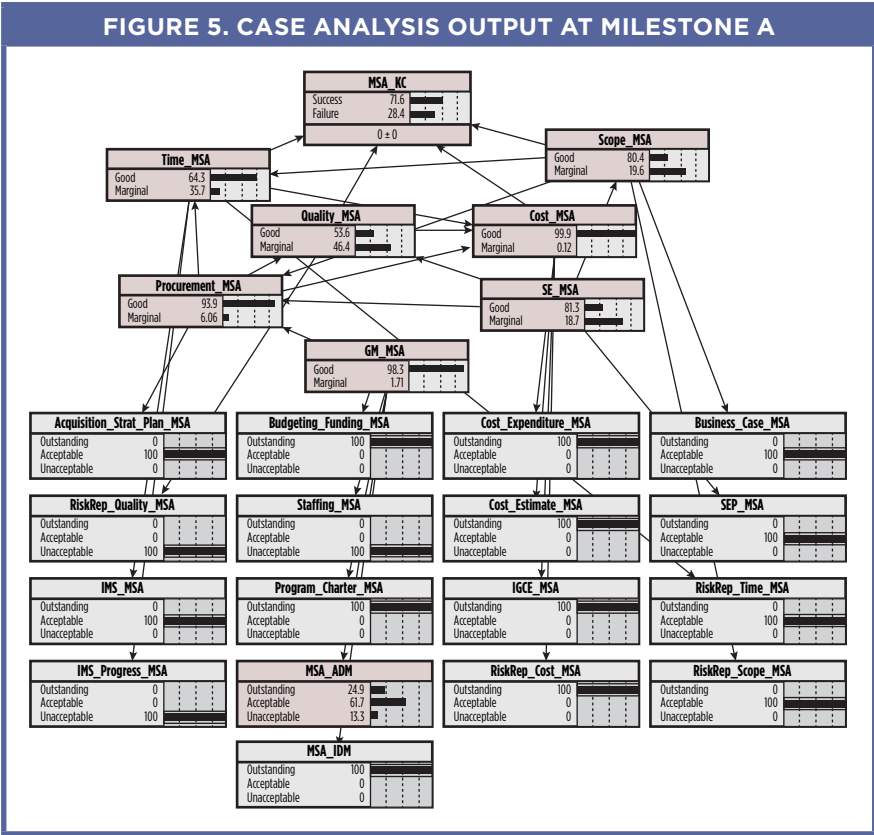 FIGURE 5. CASE ANALYSIS OUTPUT AT MILESTONE A
MSA_KC
Success 71.6
Failure 28.4
0 ± 0
Scope_MSA
Good 80.4
Marginal 19.6
Time_MSA
Good 64.3
Marginal 35.7
Quality_MSA
Good 53.6
Marginal 46.4
Cost_MSA
Good 99.9
Marginal 0.12
Procurement_MSA
Good 93.9
Marginal 6.06
SE_MSA
Good 81.3
Marginal 18.7
GM_MSA
Good 98.3
Marginal 1.71
Acquisition_Strat_Plan_MSA
Outstanding 0
Acceptable 100
Unacceptable 0
Budgeting_Funding_MSA
Outstanding 100
Acceptable 0
Unacceptable 0
Cost_Expenditure_MSA
Outstanding 100
Acceptable 0
Unacceptable 0
Business_Case_MSA
Outstanding 0
Acceptable 100
Unacceptable 0
RiskRep_Quality_MSA
Outstanding 0
Acceptable 0
Unacceptable 100
Staffing_MSA
Outstanding 0
Acceptable 0
Unacceptable 100
Cost_Estimate_MSA
Outstanding 100
Acceptable 0
Unacceptable 0
SEP_MSA
Outstanding 0
Acceptable 100
Unacceptable 0
IMS_MSA
Outstanding 0
Acceptable 100
Unacceptable 0
Program_Charter_MSA
Outstanding 100
Acceptable 0
Unacceptable 0
IGCE_MSA
Outstanding 100
Acceptable 0
Unacceptable 0
RiskRep_Time_MSA
Outstanding 0
Acceptable 100
Unacceptable 0
IMS_Progress_MSA
Outstanding 0
Acceptable 0
Unacceptable 100
MSA_ADM
Outstanding 24.9
Acceptable 61.7
Unacceptable 13.3
RiskRep_Cost_MSA
Outstanding 100
Acceptable 0
Unacceptable 0
RiskRep_Scope_MSA
Outstanding 0
Acceptable 100
Unacceptable 0
MSA_IDM
Outstanding 100
Acceptable 0
Unacceptable 0